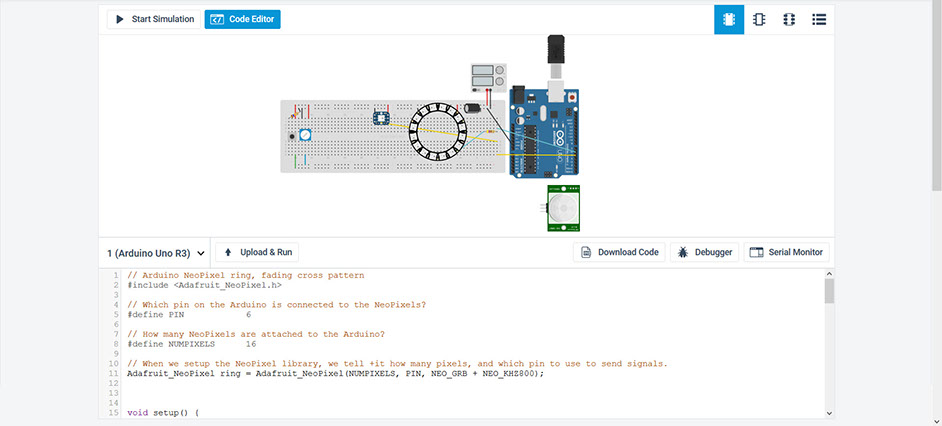 Start Simulation
Code Editor
1 (Arduino Uno R3)
Upload & Run
Download Code
Debugger
Serial Monitor
1 // Arduino NeoPixel ring, fading cross pattern
2 #include <Adafruit_NeoPixel.h>
3
4 // Which pin on the Arduino is connected to the NeoPixels?
5 #define PIN 6
6
7 // How many NeoPixels are attached to the Arduino?
8 #define NUMPIXELS 16
9
10 // When we setup the NeoPixel library, we tell +it how many pixels, and which pin to use to send signals.
11 Adafruit_NeoPixel ring = Adafruit_NeoPixel(NUMPIXELS, PIN, NEO_GRB + NEO_KHZ800);
12
13
14
15 void setup() {